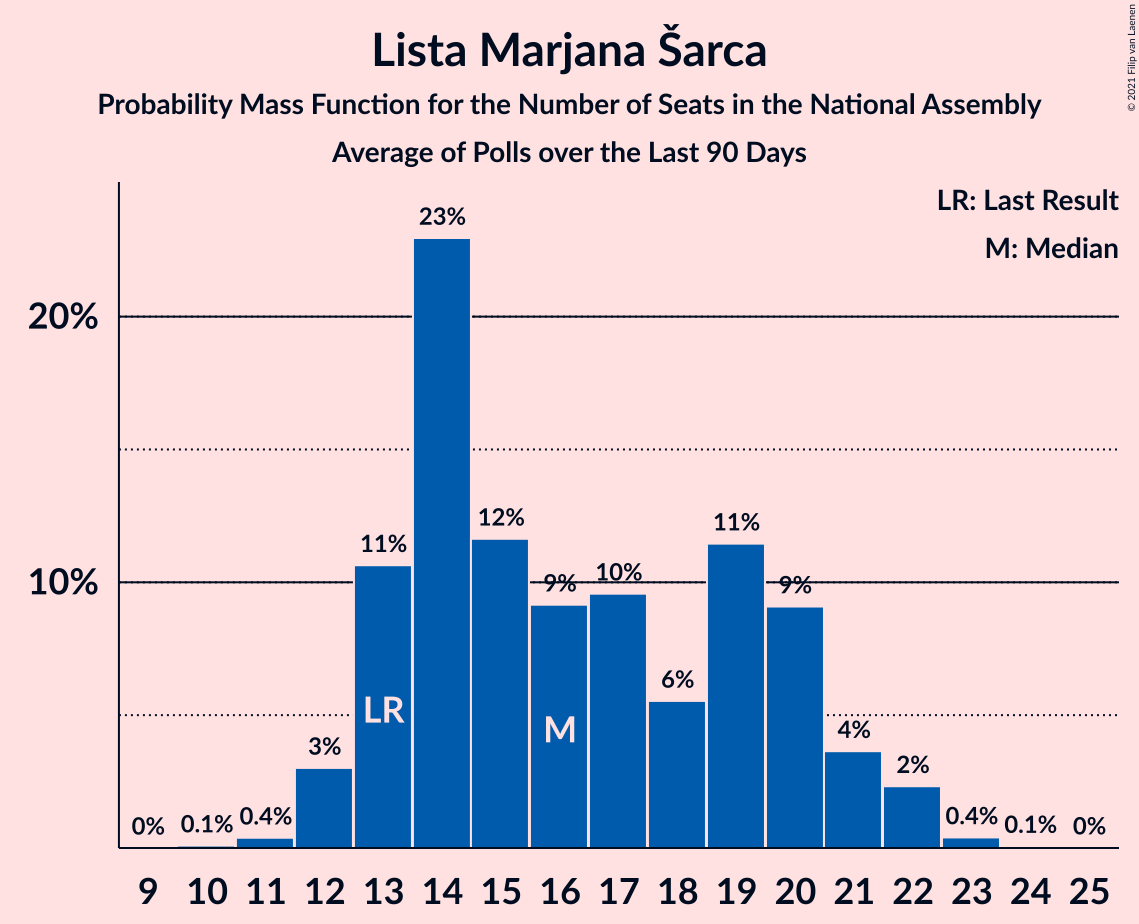 Lista Marjana Šarca
Probability Mass Function for the Number of Seats in the National Assembly
Average of Polls over the Last 90 Days
© 2021 Filip van Laenen
LR: Last Result
M: Median
20%
10%
0%
0.1%
0.4%
3%
11%
23%
12%
9%
10%
6%
11%
9%
4%
2%
0.4%
0.1%
0%
LR
M
9 10 11 12 13 14 15 16 17 18 19 20 21 22 23 24 25